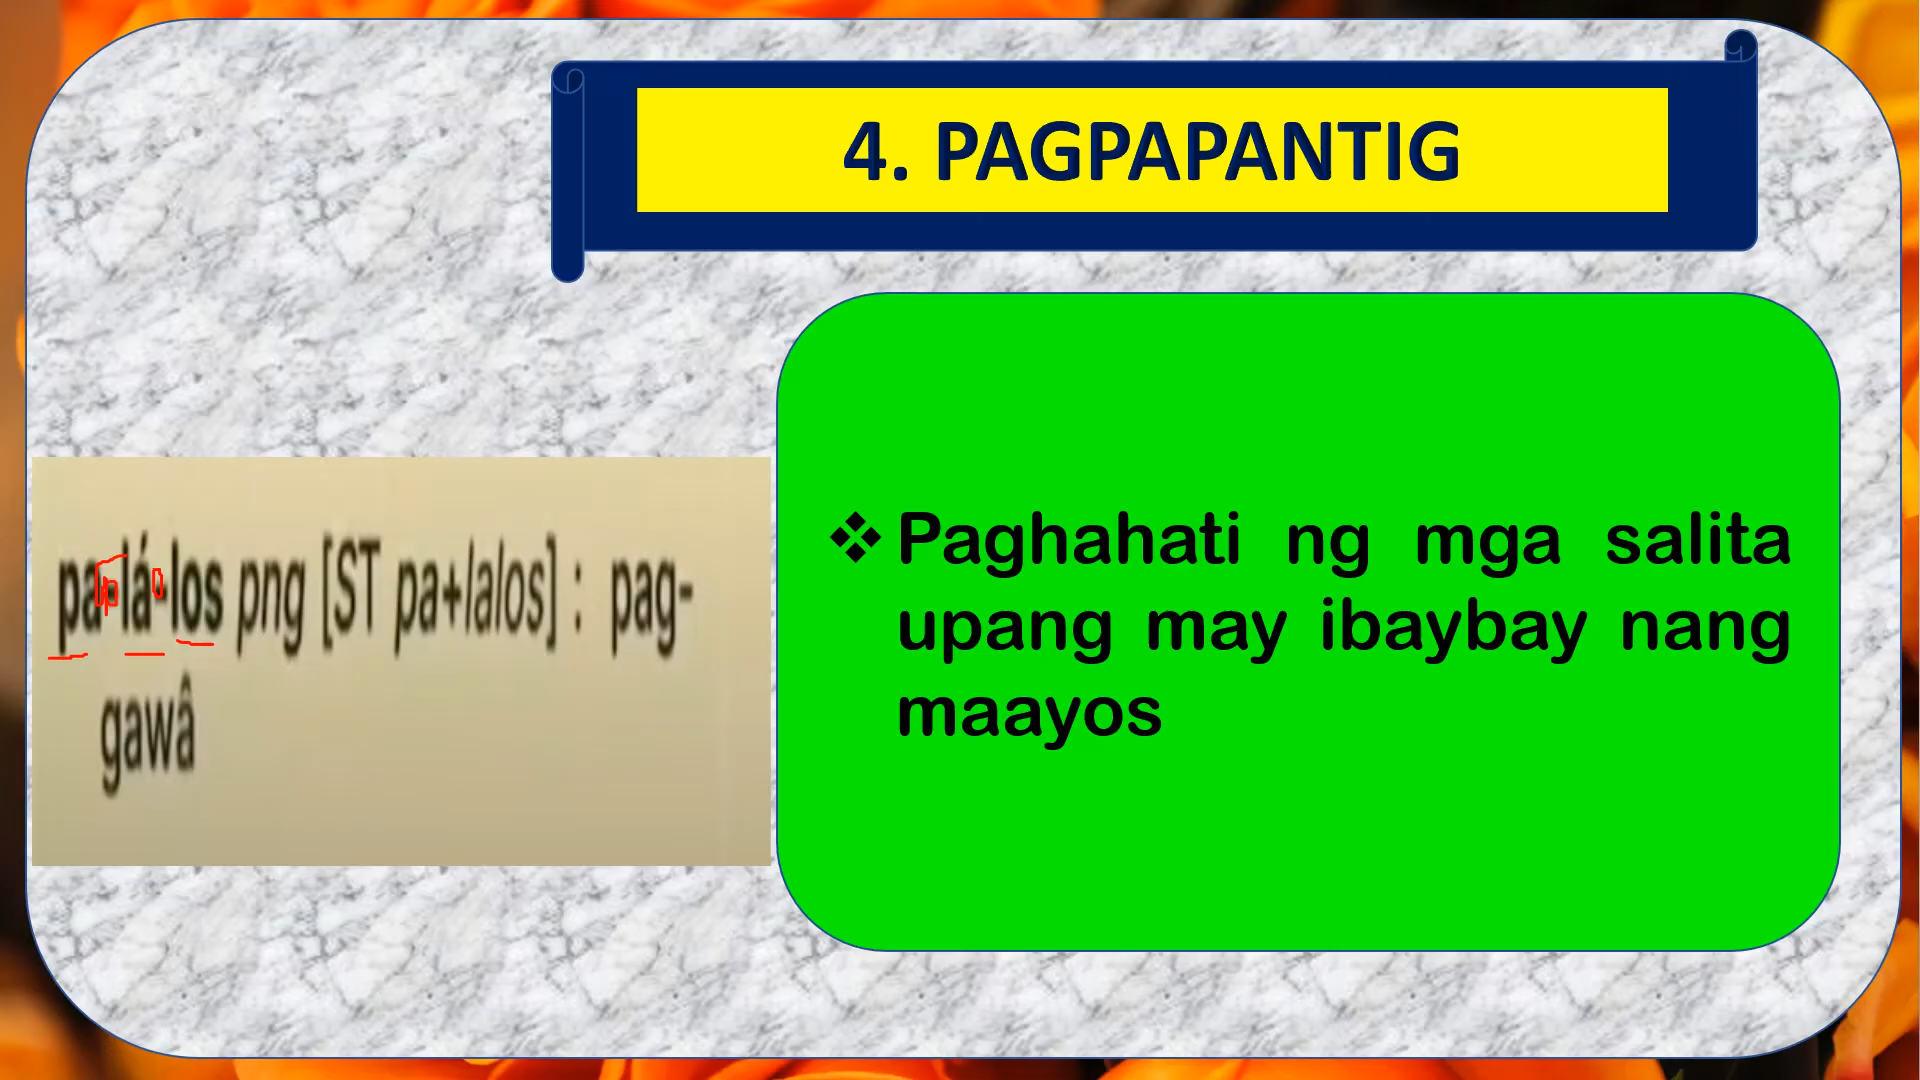 4. PAGPAPANTIG
pa·lá·los png [ST pa+lalos] : pag-
gawâ
❖ Paghahati ng mga salita
upang may ibaybay nang
maayos